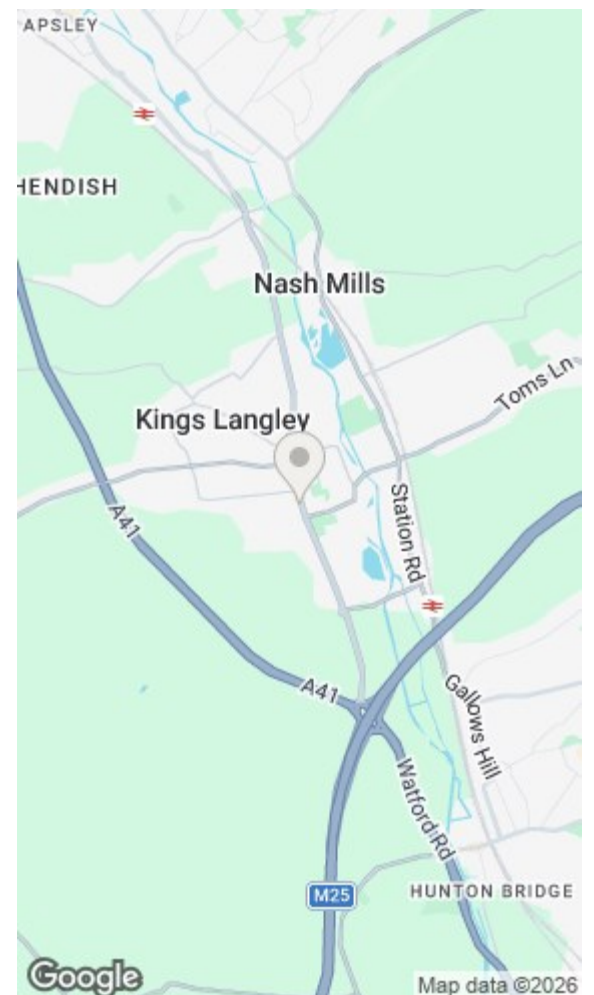 APSLEY
HENDISH
Nash Mills
Toms Ln
Kings Langley
Station Rd
A41
A41
Gallows Hill
Watford Rd
M25
HUNTON BRIDGE
Google
Map data ©2026